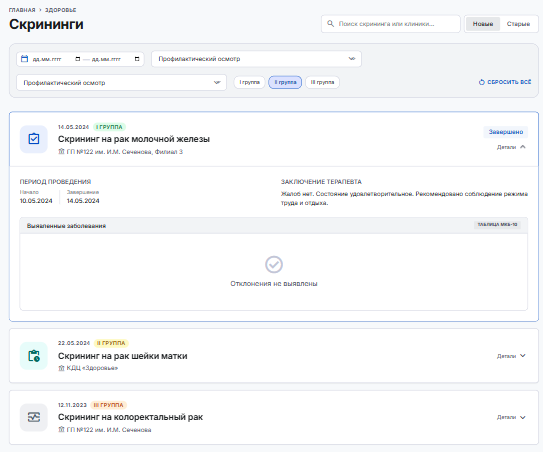 ГЛАВНАЯ › ЗДОРОВЬЕ
Скрининги
Поиск скрининга или клиники...
Новые
Старые
дд.мм.гггг — дд.мм.гггг
Профилактический осмотр
Профилактический осмотр
I группа
II группа
III группа
СБРОСИТЬ ВСЁ
14.05.2024 I ГРУППА
Скрининг на рак молочной железы
ГП №122 им. И.М. Сеченова, Филиал 3
Завершено
Детали
ПЕРИОД ПРОВЕДЕНИЯ
Начало
Завершение
10.05.2024
14.05.2024
ЗАКЛЮЧЕНИЕ ТЕРАПЕВТА
Жалоб нет. Состояние удовлетворительное. Рекомендовано соблюдение режима
труда и отдыха.
Выявленные заболевания
ТАБЛИЦА МКБ-10
Отклонения не выявлены
22.05.2024 II ГРУППА
Скрининг на рак шейки матки
КДЦ «Здоровье»
Детали
12.11.2023 III ГРУППА
Скрининг на колоректальный рак
ГП №122 им. И.М. Сеченова
Детали